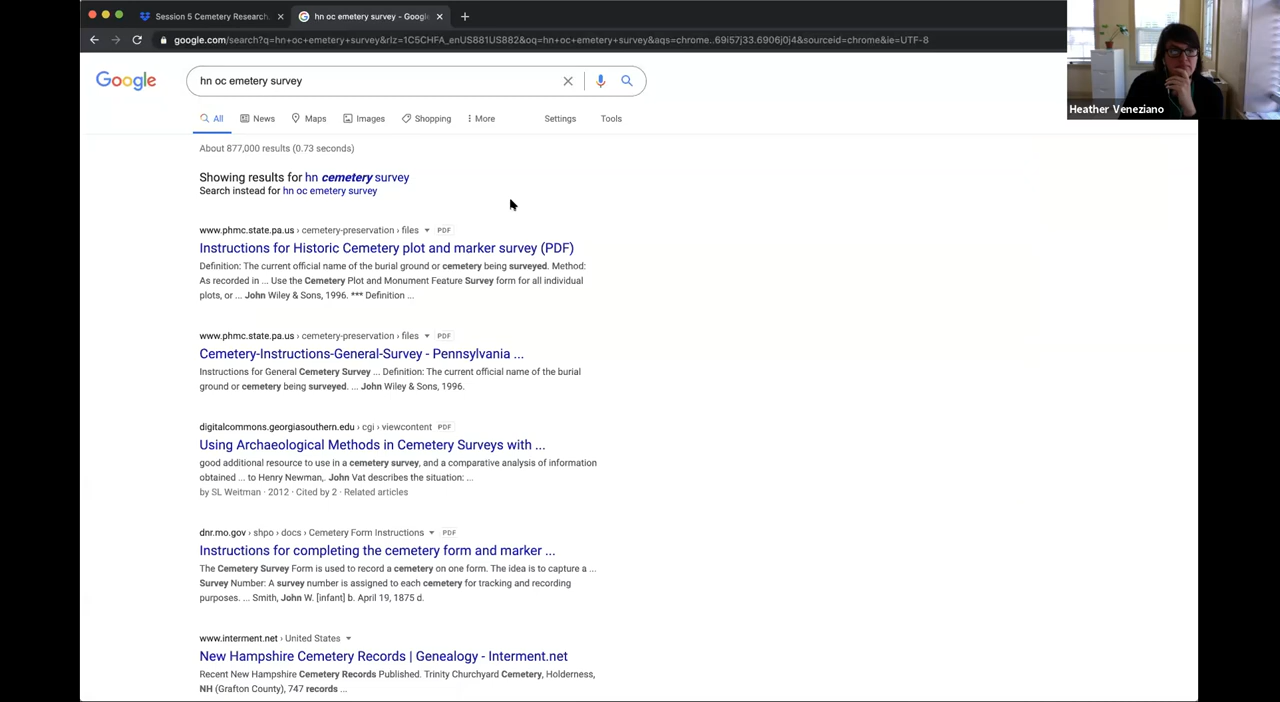 Session 5 Cemetery Research.
hn oc emetery survey - Google
google.com/search?q=hn+oc+emetery+survey&rlz=1C5CHFA_enUS881US882&oq=hn+oc+emetery+survey&aqs=chrome..69i57j33.6906j0j4&sourceid=chrome&ie=UTF-8
Heather Veneziano
Google
hn oc emetery survey
All News Maps Images Shopping More Settings Tools
About 877,000 results (0.73 seconds)
Showing results for hn cemetery survey
Search instead for hn oc emetery survey
www.phmc.state.pa.us › cemetery-preservation › files PDF
Instructions for Historic Cemetery plot and marker survey (PDF)
Definition: The current official name of the burial ground or cemetery being surveyed. Method:
As recorded in ... Use the Cemetery Plot and Monument Feature Survey form for all individual
plots, or ... John Wiley & Sons, 1996. *** Definition ...
www.phmc.state.pa.us › cemetery-preservation › files PDF
Cemetery-Instructions-General-Survey - Pennsylvania ...
Instructions for General Cemetery Survey ... Definition: The current official name of the burial
ground or cemetery being surveyed. ... John Wiley & Sons, 1996.
digitalcommons.georgiasouthern.edu › cgi › viewcontent PDF
Using Archaeological Methods in Cemetery Surveys with ...
good additional resource to use in a cemetery survey, and a comparative analysis of information
obtained ... to Henry Newman,. John Vat describes the situation: ...
by SL Weitman · 2012 · Cited by 2 · Related articles
dnr.mo.gov › shpo › docs › Cemetery Form Instructions PDF
Instructions for completing the cemetery form and marker ...
The Cemetery Survey Form is used to record a cemetery on one form. The idea is to capture a ...
Survey Number: A survey number is assigned to each cemetery for tracking and recording
purposes. ... Smith, John W. [infant] b. April 19, 1875 d.
www.interment.net › United States
New Hampshire Cemetery Records | Genealogy - Interment.net
Recent New Hampshire Cemetery Records Published. Trinity Churchyard Cemetery, Holderness,
NH (Grafton County), 747 records ...